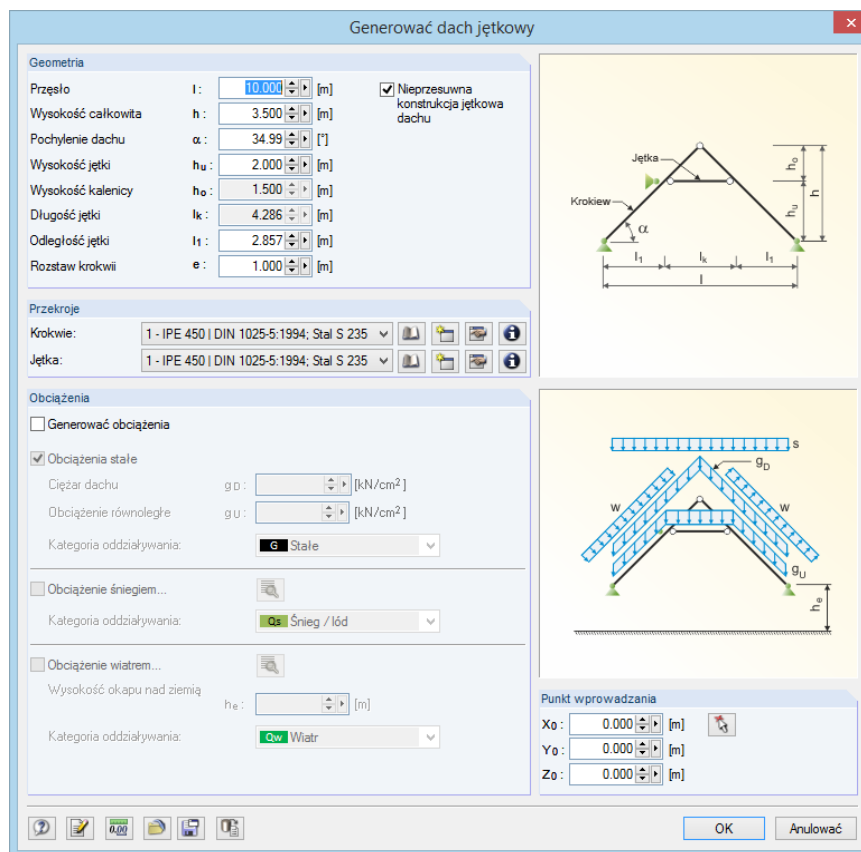 Generować dach jętkowy
Geometria
Przęsło l : 10.000 [m]
Wysokość całkowita h : 3.500 [m]
Pochylenie dachu α : 34.99 [°]
Wysokość jętki hu : 2.000 [m]
Wysokość kalenicy ho : 1.500 [m]
Długość jętki lk : 4.286 [m]
Odległość jętki l1 : 2.857 [m]
Rozstaw krokwii e : 1.000 [m]
Nieprzesuwna
konstrukcja jętkowa
dachu
Jętka
Krokiew
α
ho
h
hu
l1 lk l1
l
Przekroje
Krokwie: 1 - IPE 450 | DIN 1025-5:1994; Stal S 235
Jętka: 1 - IPE 450 | DIN 1025-5:1994; Stal S 235
Obciążenia
Generować obciążenia
Obciążenia stałe
Ciężar dachu gD : [kN/cm2]
Obciążenie równoległe gU : [kN/cm2]
Kategoria oddziaływania: G Stałe
Obciążenie śniegiem...
Kategoria oddziaływania: Qs Śnieg / lód
Obciążenie wiatrem...
Wysokość okapu nad ziemią
he : [m]
Kategoria oddziaływania: Qw Wiatr
s
gD
w w
gU
he
Punkt wprowadzania
X0 : 0.000 [m]
Y0 : 0.000 [m]
Z0 : 0.000 [m]
0.00
OK Anulować